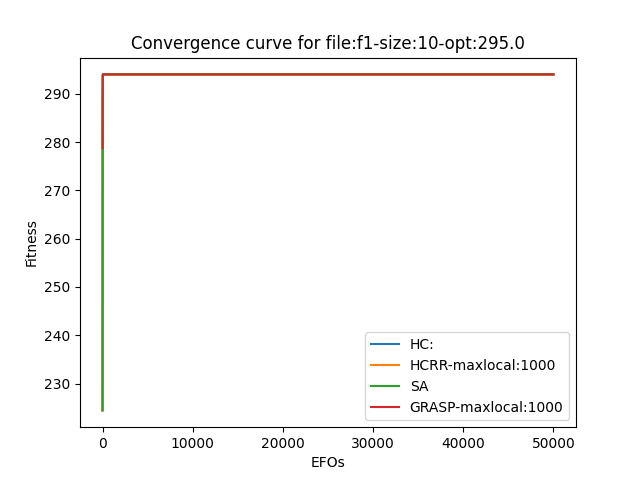 Convergence curve for file:f1-size:10-opt:295.0
Fitness
290
280
270
260
250
240
230
HC:
HCRR-maxlocal:1000
SA
GRASP-maxlocal:1000
0 10000 20000 30000 40000 50000
EFOs